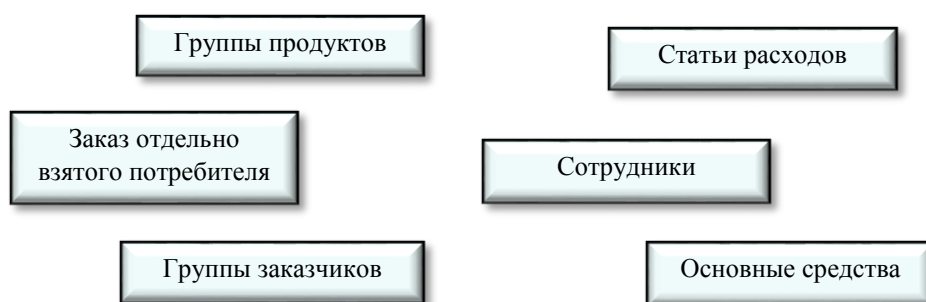 Группы продуктов
Статьи расходов
Заказ отдельно
взятого потребителя
Сотрудники
Группы заказчиков
Основные средства